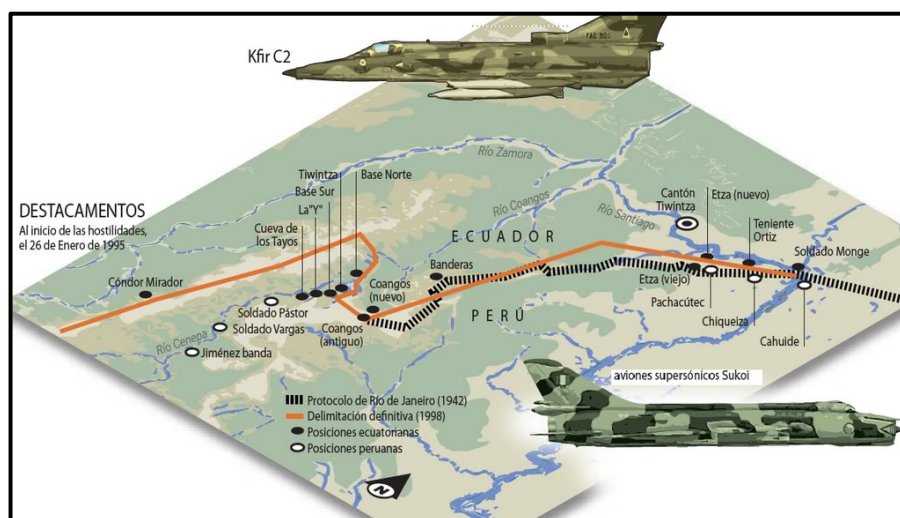 Kfir C2
FAE 905
DESTACAMENTOS
Al inicio de las hostilidades,
el 26 de Enero de 1995
Tiwintza
Base Sur
La"Y"
Cueva de
los Tayos
Base Norte
Río Zamora
Río Coangos
Río Santiago
Cantón
Tiwintza
Etza (nuevo)
Teniente
Ortiz
Soldado Monge
ECUADOR
Cóndor Mirador
Banderas
Coangos
(nuevo)
Etza (viejo)
Pachacútec
PERÚ
Soldado Pástor
Soldado Vargas
Coangos
(antiguo)
Chiqueiza
Cahuide
Río Cenepa
Jiménez banda
aviones supersónicos Sukoi
Protocolo de Río de Janeiro (1942)
Delimitación definitiva (1998)
Posiciones ecuatorianas
Posiciones peruanas
N